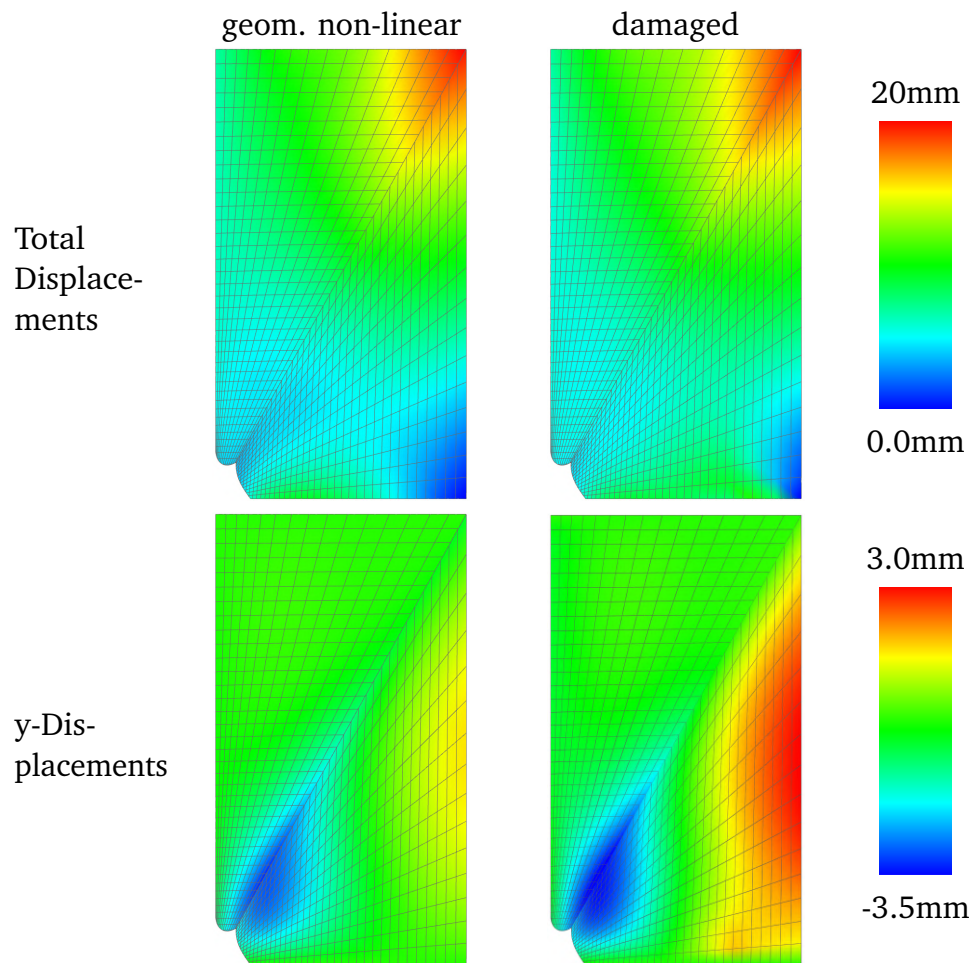 geom. non-linear
damaged
20mm
Total
Displace-
ments
0.0mm
3.0mm
y-Dis-
placements
-3.5mm